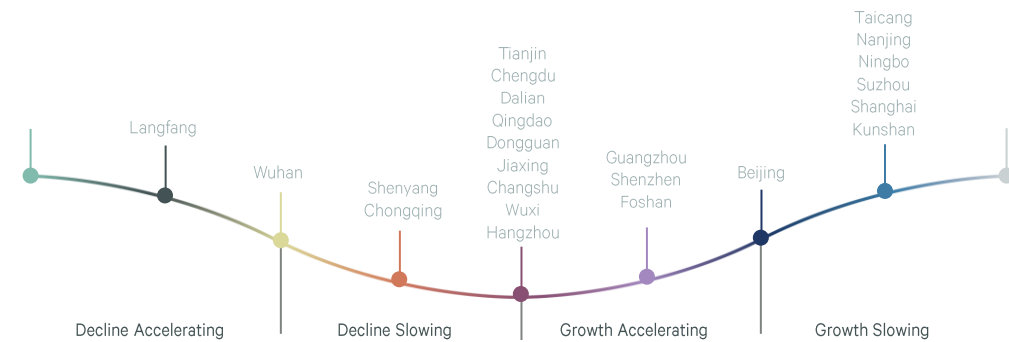 Langfang
Wuhan
Shenyang
Chongqing
Tianjin
Chengdu
Dalian
Qingdao
Dongguan
Jiaxing
Changshu
Wuxi
Hangzhou
Guangzhou
Shenzhen
Foshan
Beijing
Taicang
Nanjing
Ningbo
Suzhou
Shanghai
Kunshan
Decline Accelerating
Decline Slowing
Growth Accelerating
Growth Slowing